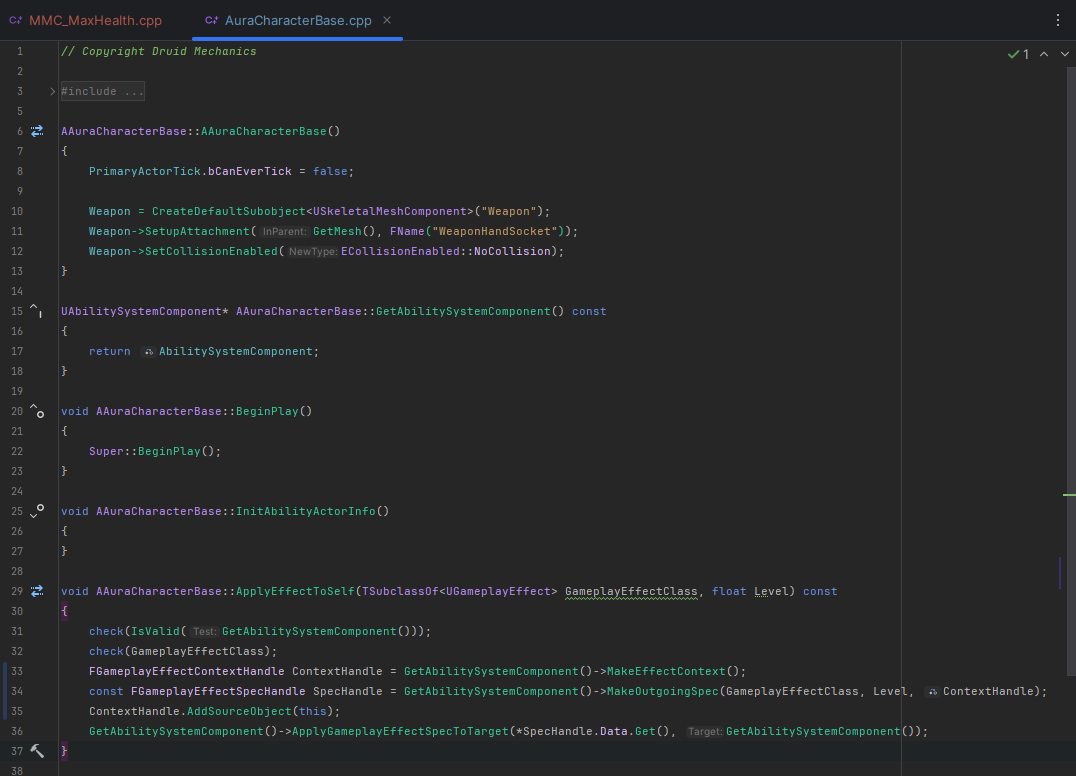 MMC_MaxHealth.cpp AuraCharacterBase.cpp
1 // Copyright Druid Mechanics 1
2
3 #include ...
5
6 AAuraCharacterBase::AAuraCharacterBase()
7 {
8 PrimaryActorTick.bCanEverTick = false;
9
10 Weapon = CreateDefaultSubobject<USkeletalMeshComponent>("Weapon");
11 Weapon->SetupAttachment( InParent: GetMesh(), FName("WeaponHandSocket"));
12 Weapon->SetCollisionEnabled( NewType: ECollisionEnabled::NoCollision);
13 }
14
15 UAbilitySystemComponent* AAuraCharacterBase::GetAbilitySystemComponent() const
16 {
17 return AbilitySystemComponent;
18 }
19
20 void AAuraCharacterBase::BeginPlay()
21 {
22 Super::BeginPlay();
23 }
24
25 void AAuraCharacterBase::InitAbilityActorInfo()
26 {
27 }
28
29 void AAuraCharacterBase::ApplyEffectToSelf(TSubclassOf<UGameplayEffect> GameplayEffectClass, float Level) const
30 {
31 check(IsValid( Test: GetAbilitySystemComponent()));
32 check(GameplayEffectClass);
33 FGameplayEffectContextHandle ContextHandle = GetAbilitySystemComponent()->MakeEffectContext();
34 const FGameplayEffectSpecHandle SpecHandle = GetAbilitySystemComponent()->MakeOutgoingSpec(GameplayEffectClass, Level, ContextHandle);
35 ContextHandle.AddSourceObject(this);
36 GetAbilitySystemComponent()->ApplyGameplayEffectSpecToTarget(*SpecHandle.Data.Get(), Target: GetAbilitySystemComponent());
37 }
38